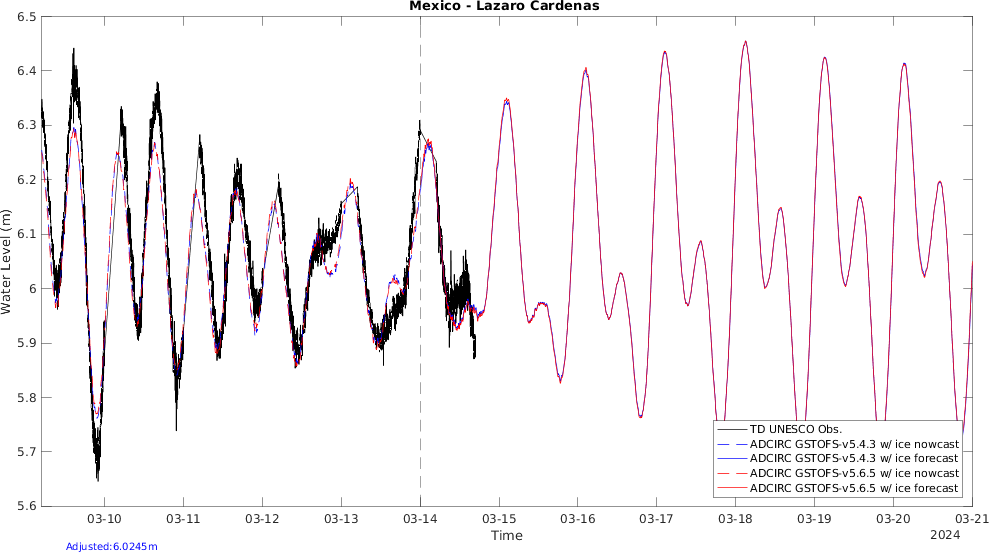 Mexico - Lazaro Cardenas
6.5
6.4
6.3
6.2
6.1
6
5.9
5.8
5.7
5.6
Water Level (m)
TD UNESCO Obs.
ADCIRC GSTOFS-v5.4.3 w/ ice nowcast
ADCIRC GSTOFS-v5.4.3 w/ ice forecast
ADCIRC GSTOFS-v5.6.5 w/ ice nowcast
ADCIRC GSTOFS-v5.6.5 w/ ice forecast
03-10 03-11 03-12 03-13 03-14 03-15 03-16 03-17 03-18 03-19 03-20 03-21
Time
2024
Adjusted:6.0245m